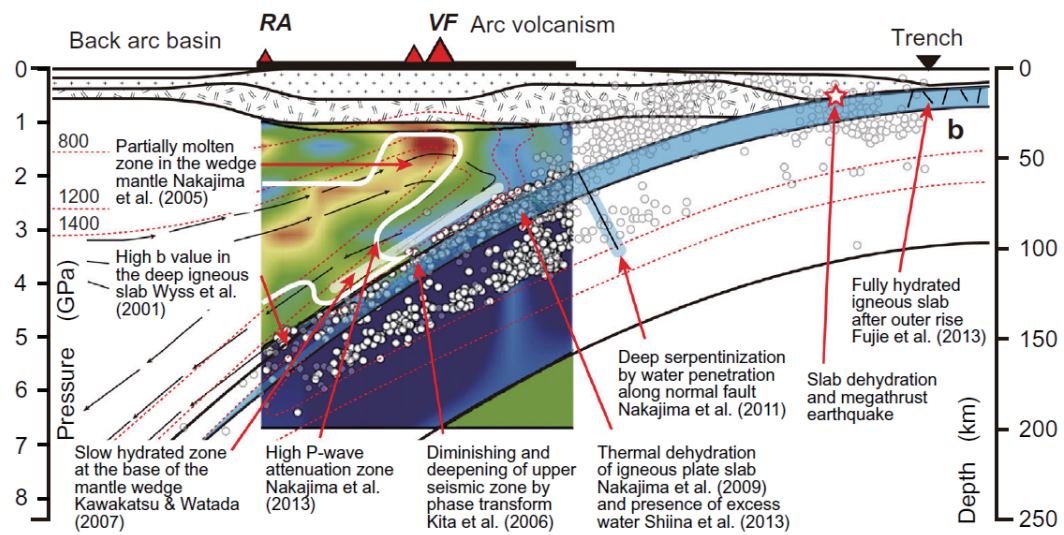 RA
VF
Arc volcanism
Back arc basin
Trench
0
1
2
3
4
5
6
7
8
Pressure (GPa)
0
50
100
150
200
250
Depth (km)
b
800
1200
1400
Partially molten
zone in the wedge
mantle Nakajima
et al. (2005)
High b value in
the deep igneous
slab Wyss et al.
(2001)
Fully hydrated
igneous slab
after outer rise
Fujie et al. (2013)
Deep serpentinization
by water penetration
along normal fault
Nakajima et al. (2011)
Slab dehydration
and megathrust
earthquake
Slow hydrated zone
at the base of the
mantle wedge
Kawakatsu & Watada
(2007)
High P-wave
attenuation zone
Nakajima et al.
(2013)
Diminishing and
deepening of upper
seismic zone by
phase transform
Kita et al. (2006)
Thermal dehydration
of igneous plate slab
Nakajima et al. (2009)
and presence of excess
water Shiina et al. (2013)